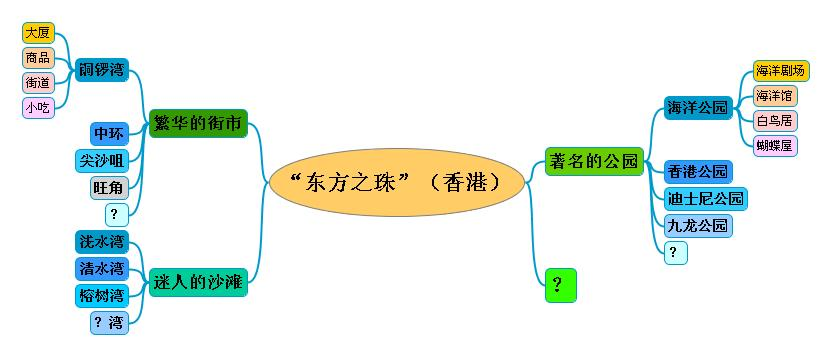 “东方之珠”（香港）
繁华的街市
铜锣湾
大厦
商品
街道
小吃
中环
尖沙咀
旺角
？
迷人的沙滩
浅水湾
清水湾
榕树湾
？湾
著名的公园
海洋公园
海洋剧场
海洋馆
百鸟居
蝴蝶屋
香港公园
迪士尼公园
九龙公园
？
？